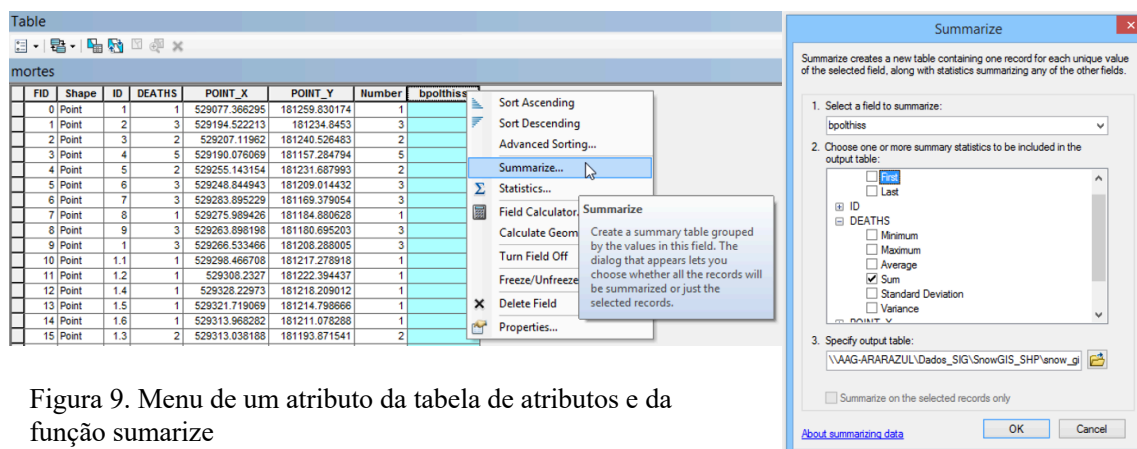 Table
mortes
FID Shape ID DEATHS POINT_X POINT_Y Number bpolthiss
0 Point 1 1 529077.366295 181259.830174 1
1 Point 2 3 529194.522213 181234.8453 3
2 Point 3 2 529207.11962 181240.526483 2
3 Point 4 5 529190.076069 181157.284794 5
4 Point 5 2 529255.143154 181231.687993 2
5 Point 6 3 529248.844943 181209.014432 3
6 Point 7 3 529283.895229 181169.379054 3
7 Point 8 1 529275.989426 181184.880628 1
8 Point 9 3 529263.898198 181180.695203 3
9 Point 1 3 529266.533466 181208.288005 3
10 Point 1.1 1 529298.466708 181217.278918 1
11 Point 1.2 1 529308.2327 181222.394437 1
12 Point 1.4 1 529328.22973 181218.209012 1
13 Point 1.5 1 529321.719069 181214.798666 1
14 Point 1.6 1 529313.968282 181211.078288 1
15 Point 1.3 2 529313.038188 181193.871541 2
Sort Ascending
Sort Descending
Advanced Sorting...
Summarize...
Σ Statistics...
Field Calculator.
Calculate Geom
Turn Field Off
Freeze/Unfreeze
Delete Field
Properties...
Summarize
Create a summary table grouped
by the values in this field. The
dialog that appears lets you
choose whether all the records will
be summarized or just the
selected records.
Figura 9. Menu de um atributo da tabela de atributos e da
função sumarize
Summarize
Summarize creates a new table containing one record for each unique value
of the selected field, along with statistics summarizing any of the other fields.
1. Select a field to summarize:
bpolthiss
2. Choose one or more summary statistics to be included in the
output table:
First
Last
ID
DEATHS
Minimum
Maximum
Average
Sum
Standard Deviation
Variance
POINT_X
3. Specify output table:
\\AAG-ARARAZUL\Dados_SIG\SnowGIS_SHP\snow_gi
Summarize on the selected records only
About summarizing data
OK Cancel